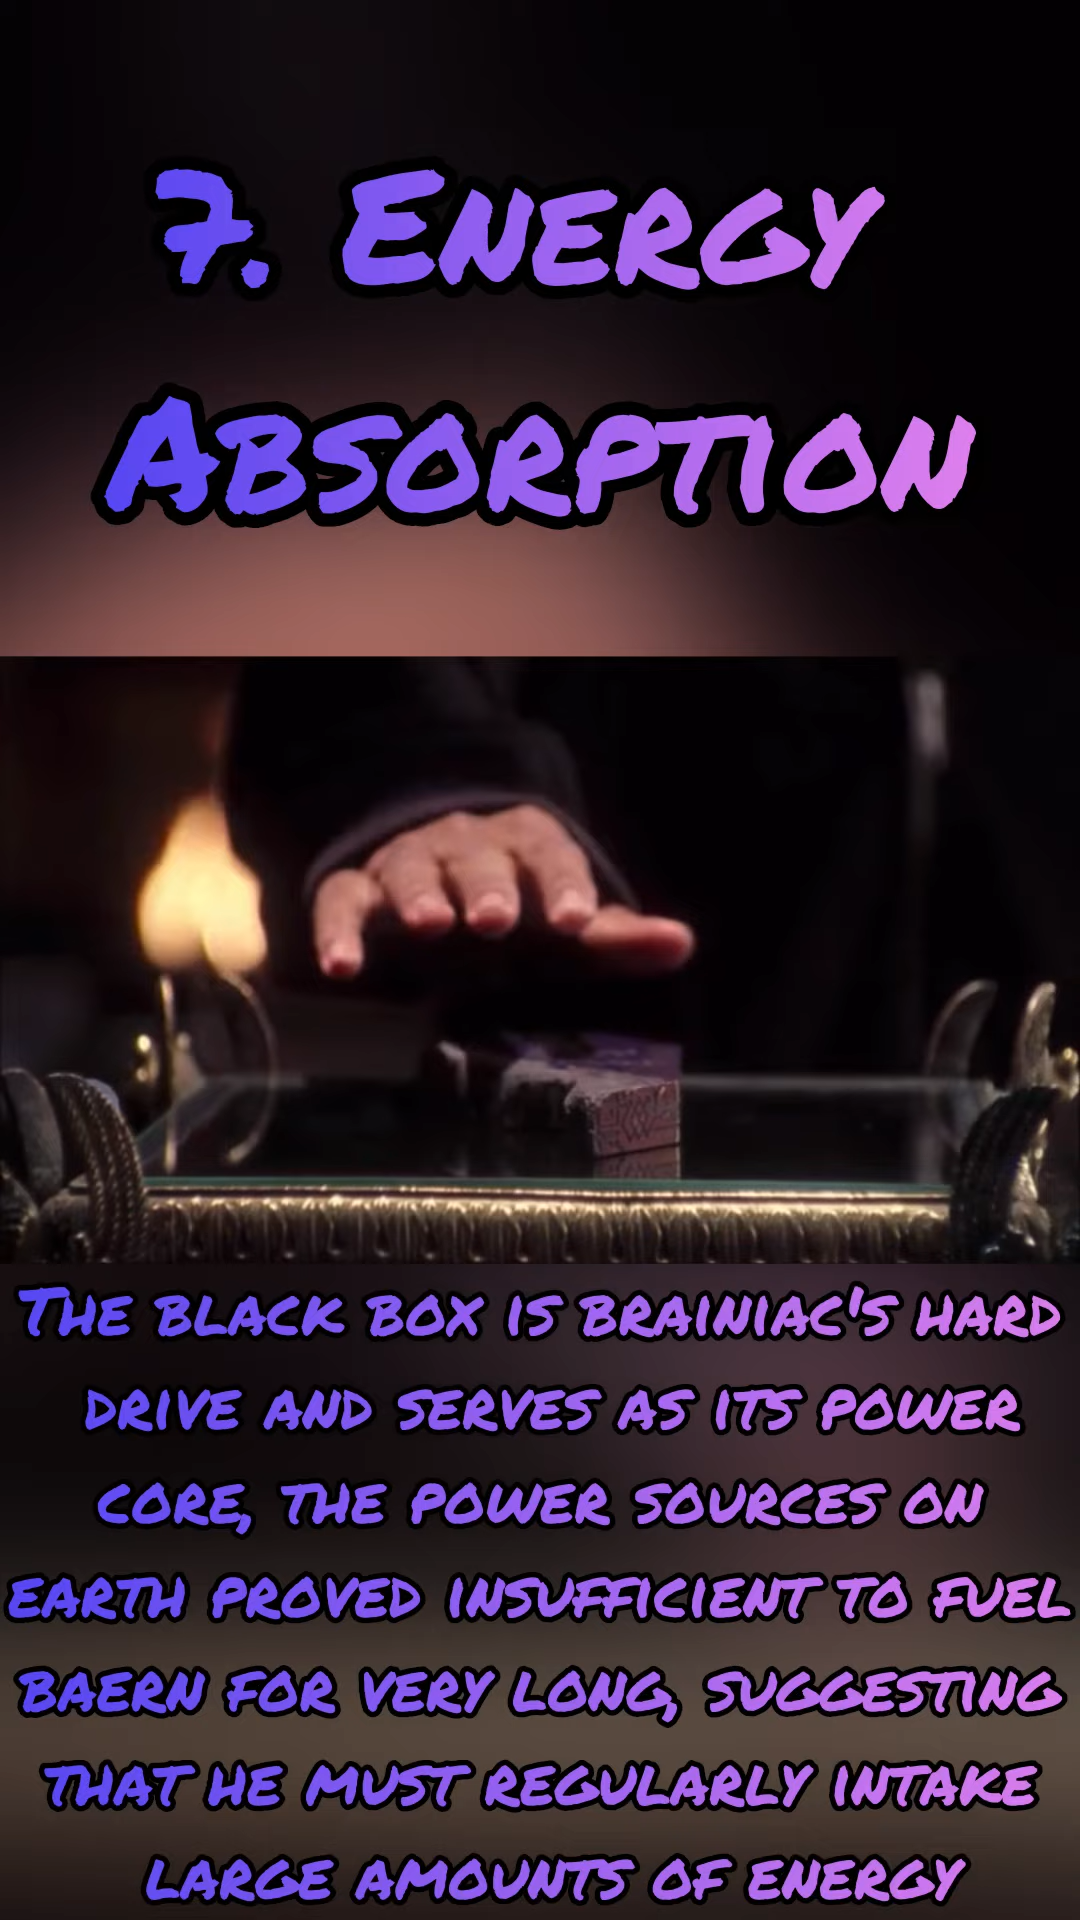 7. Energy
Absorption
The black box is brainiac's hard
drive and serves as its power
core, the power sources on
earth proved insufficient to fuel
baern for very long, suggesting
that he must regularly intake
large amounts of energy